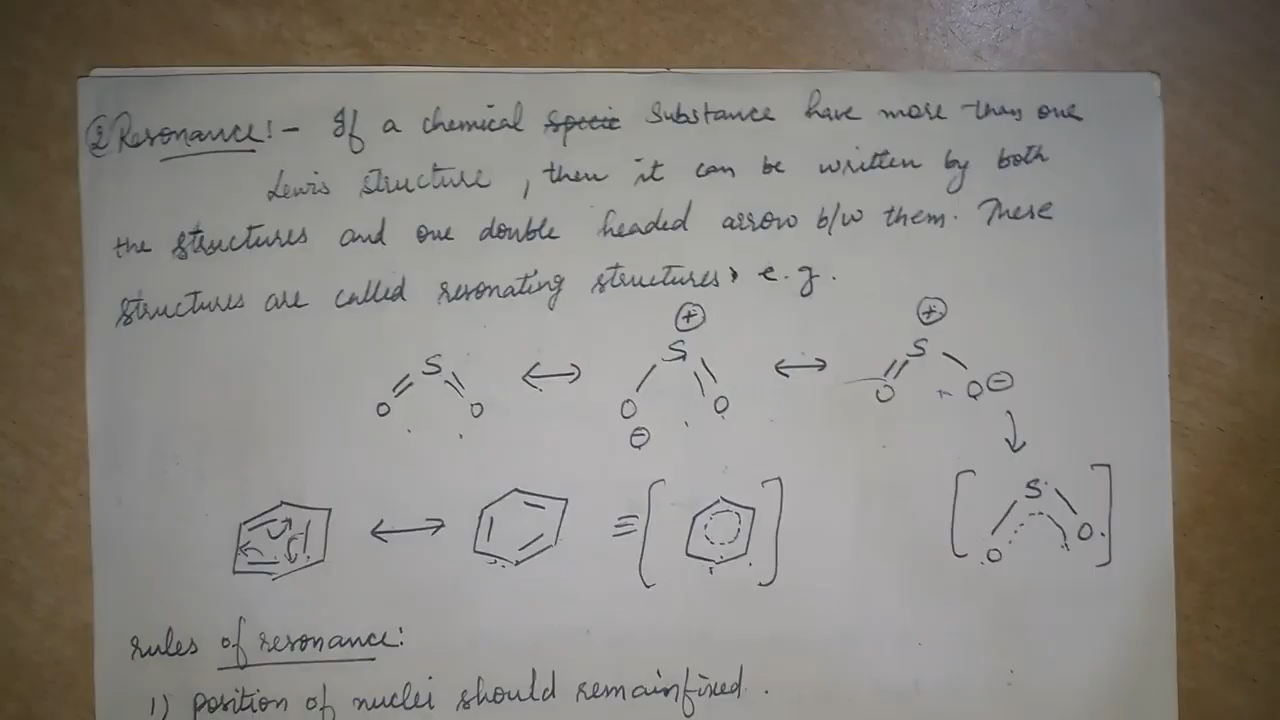 ② Resonance:- If a chemical specie Substance have more than one
Lewis structure, then it can be written by both
the structures and one double headed arrow b/w them. These
structures are called resonating structures, e.g.
⊕ ⊕
S ↔ S ↔ S
O O O O O O⊖
⊖
S
O O
rules of resonance:
1) position of nuclei should remain fixed.